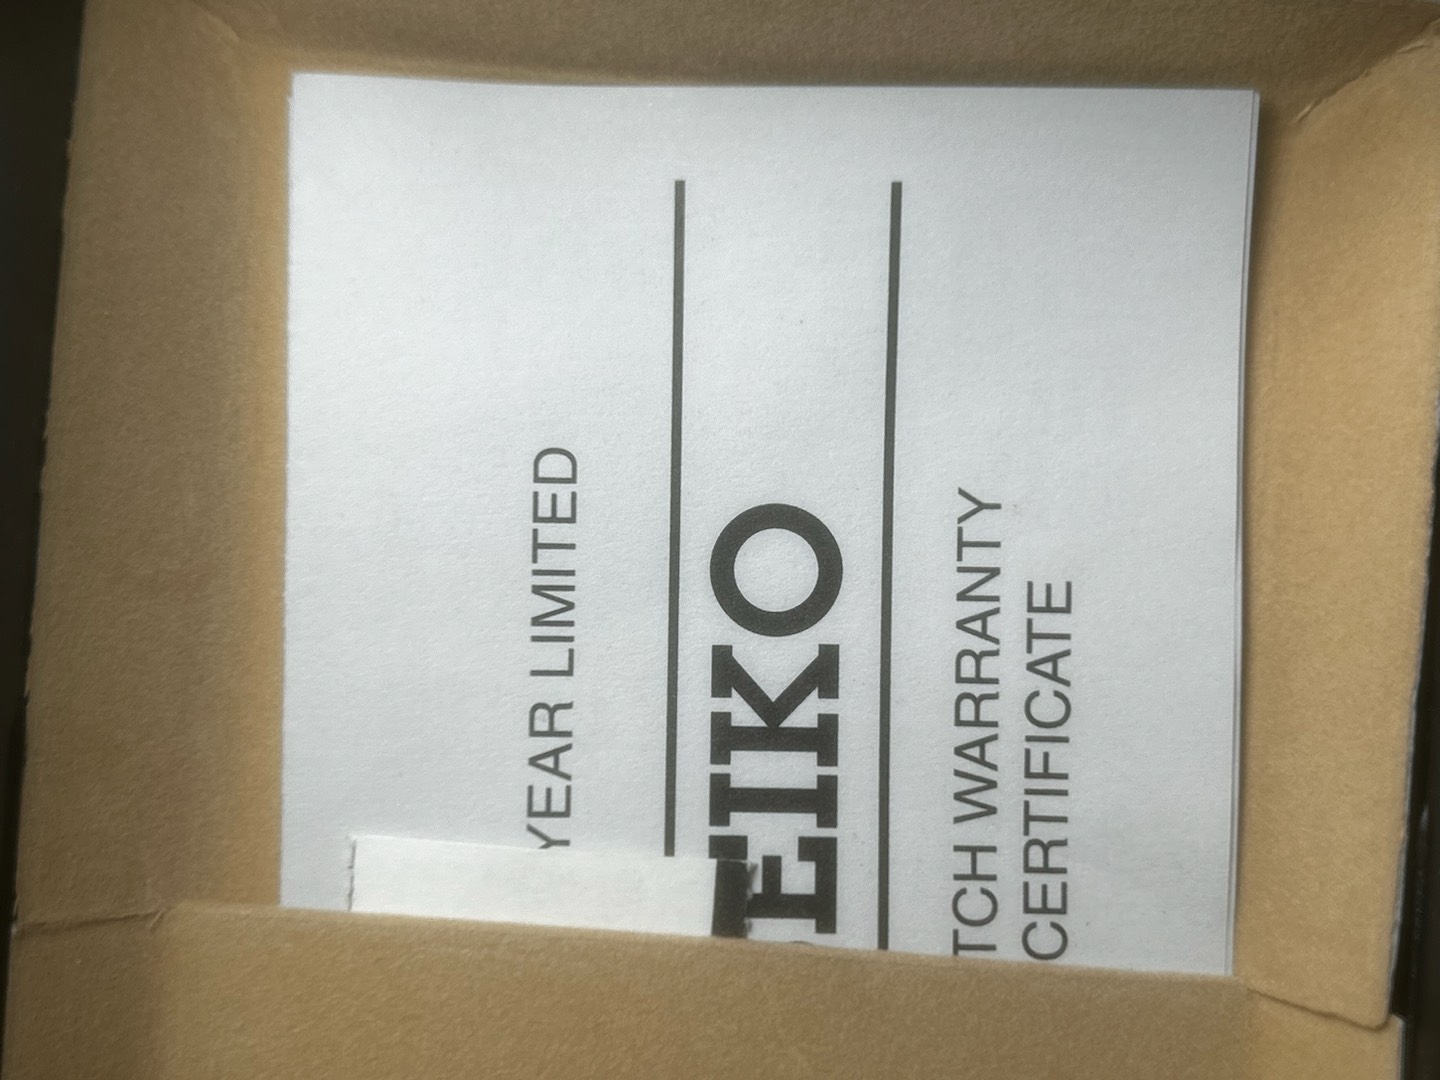 YEAR LIMITED
EIKO
TCH WARRANTY
CERTIFICATE